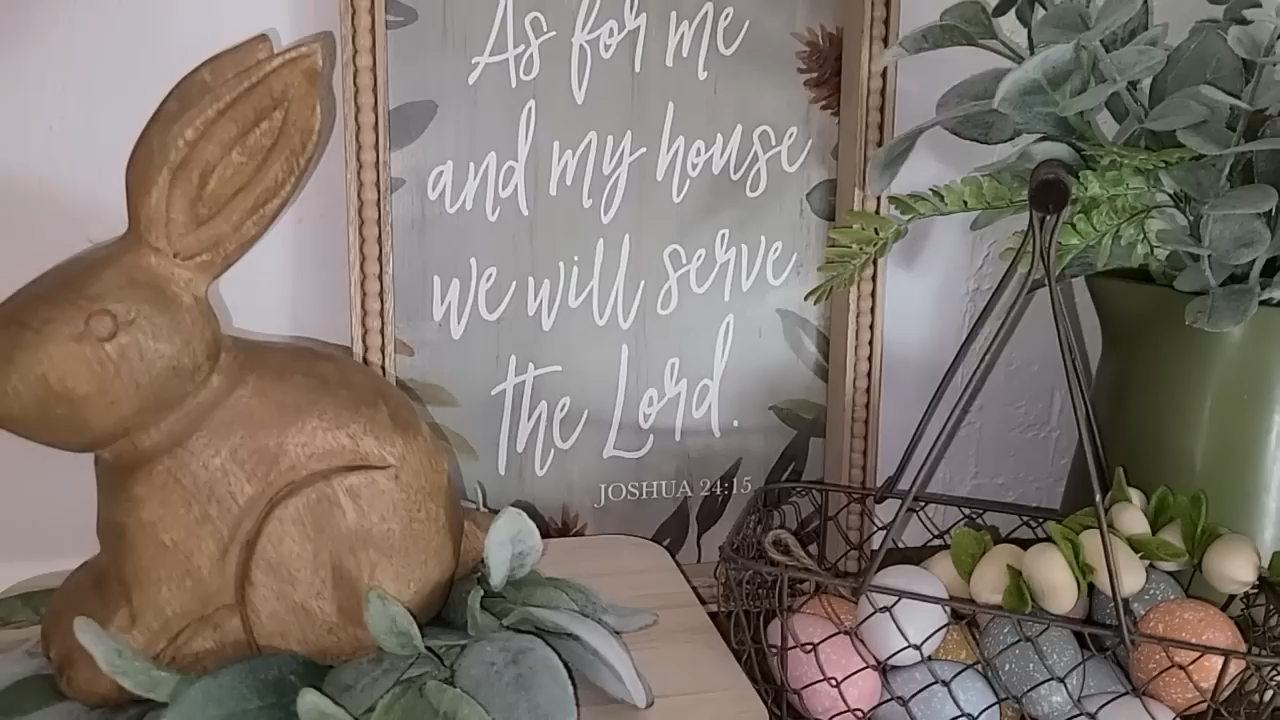 As for me
and my house
we will serve
the Lord.
JOSHUA 24:15